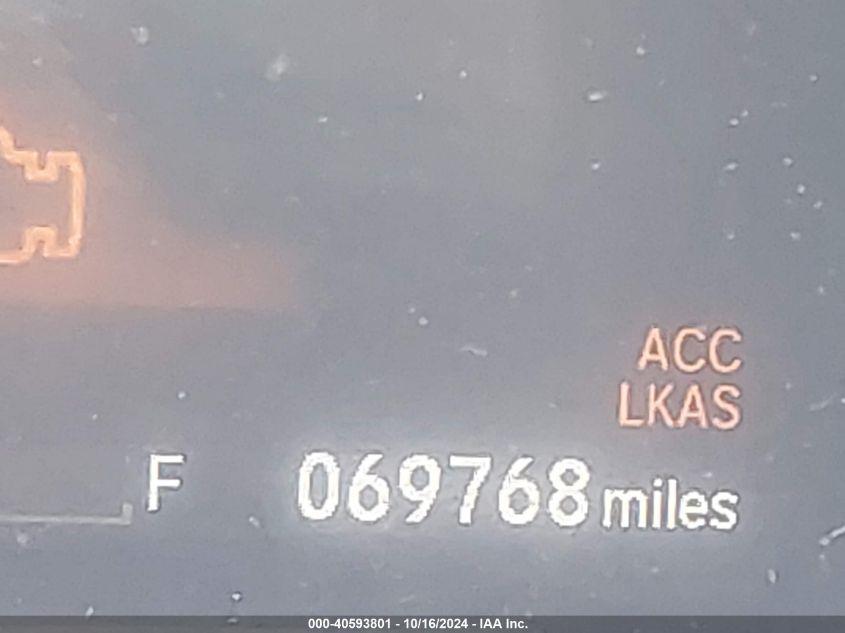 ACC
LKAS
F 069768 miles
000-40593801 - 10/16/2024 - IAA Inc.